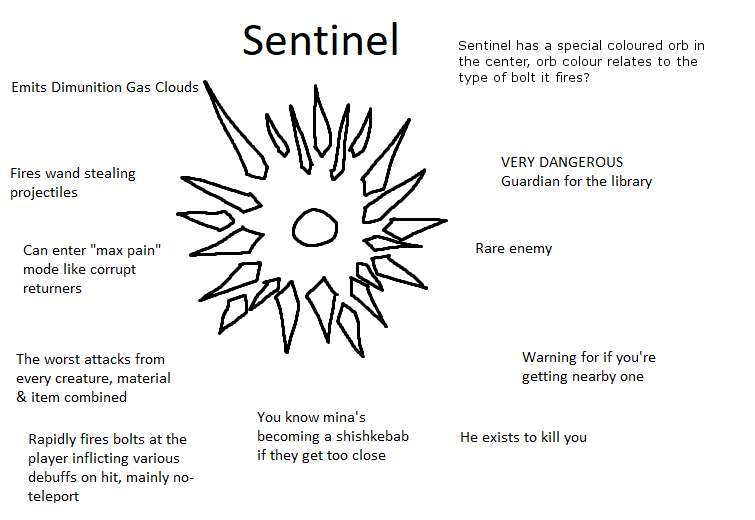 Sentinel
Sentinel has a special coloured orb in
the center, orb colour relates to the
type of bolt it fires?
Emits Dimunition Gas Clouds
VERY DANGEROUS
Guardian for the library
Fires wand stealing
projectiles
Can enter "max pain"
mode like corrupt
returners
Rare enemy
The worst attacks from
every creature, material
& item combined
Warning for if you're
getting nearby one
You know mina's
becoming a shishkebab
if they get too close
He exists to kill you
Rapidly fires bolts at the
player inflicting various
debuffs on hit, mainly no-
teleport